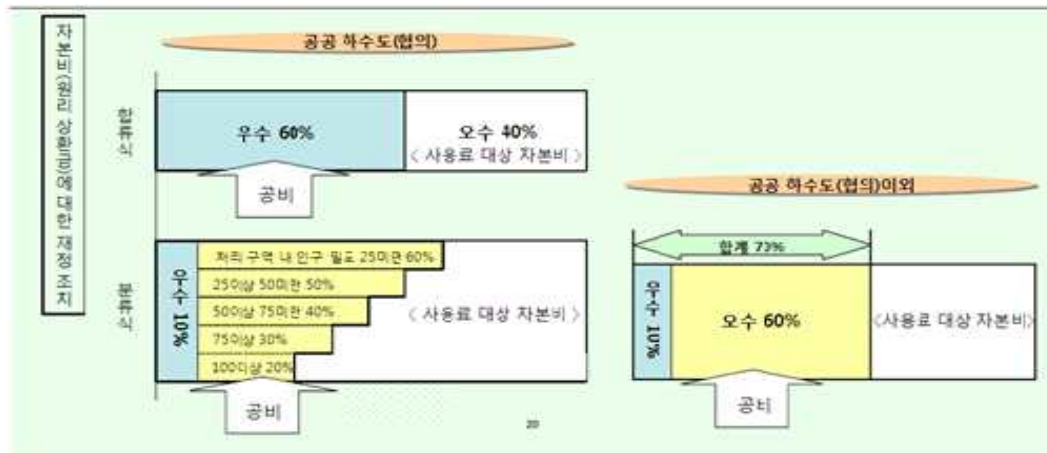 자본비(원리 상환금)에 대한 재정 조치
공공 하수도(협의)
합류식
우수 60%
오수 40%
< 사용료 대상 자본비 >
공비
분류식
우수 10%
처리 구역 내 인구 밀도 25미만 60%
25이상 50미만 50%
50이상 75미만 40%
75이상 30%
100이상 20%
< 사용료 대상 자본비 >
공비
20
공공 하수도(협의)이외
합계 70%
우수 10%
오수 60%
<사용료 대상 자본비>
공비